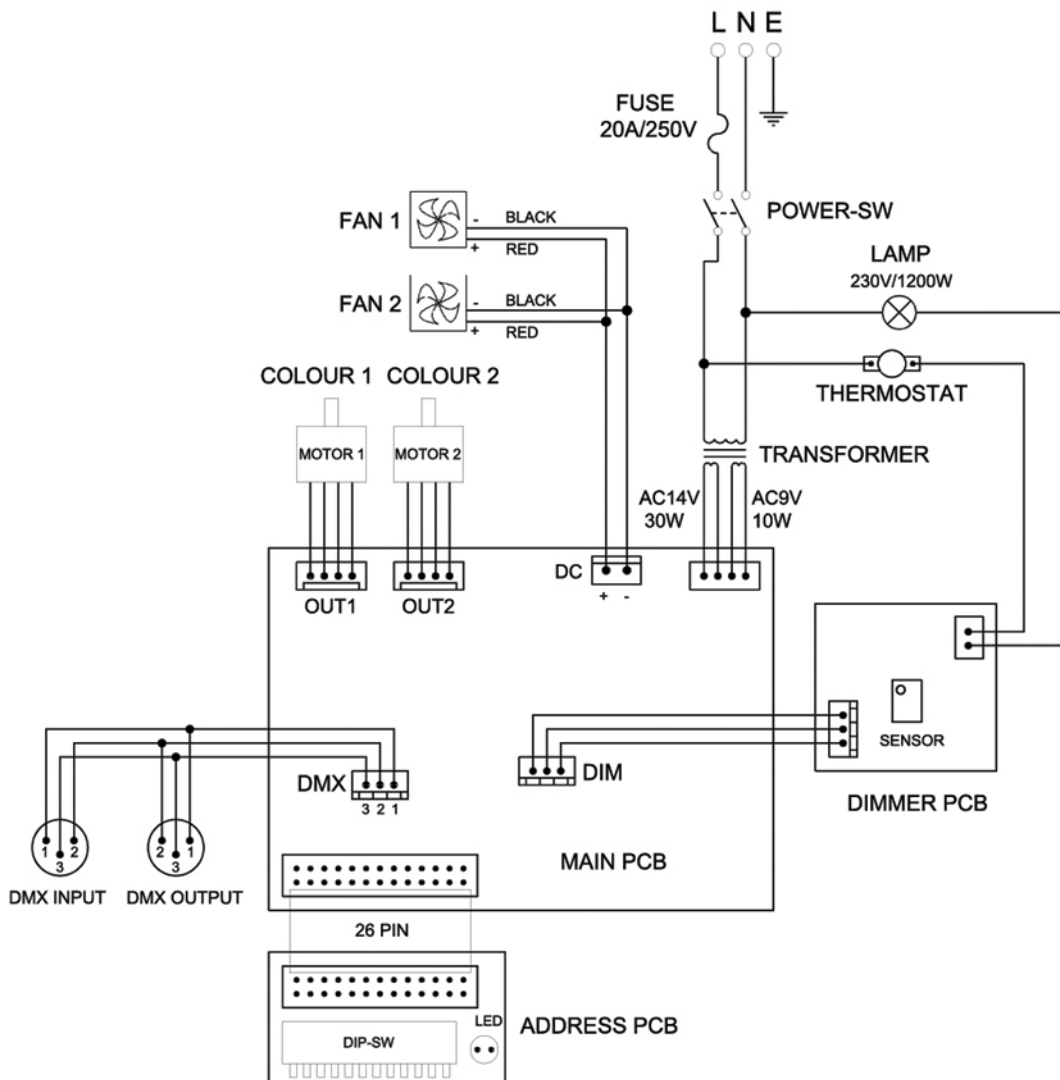 L N E
FUSE
20A/250V
POWER-SW
FAN 1
-
BLACK
+
RED
LAMP
230V/1200W
FAN 2
-
BLACK
+
RED
THERMOSTAT
COLOUR 1
COLOUR 2
MOTOR 1
MOTOR 2
TRANSFORMER
AC14V
30W
AC9V
10W
OUT1
OUT2
DC
+ -
SENSOR
DMX
3 2 1
DIM
DIMMER PCB
1 2
3
DMX INPUT
2 1
3
DMX OUTPUT
MAIN PCB
26 PIN
DIP-SW
LED
ADDRESS PCB